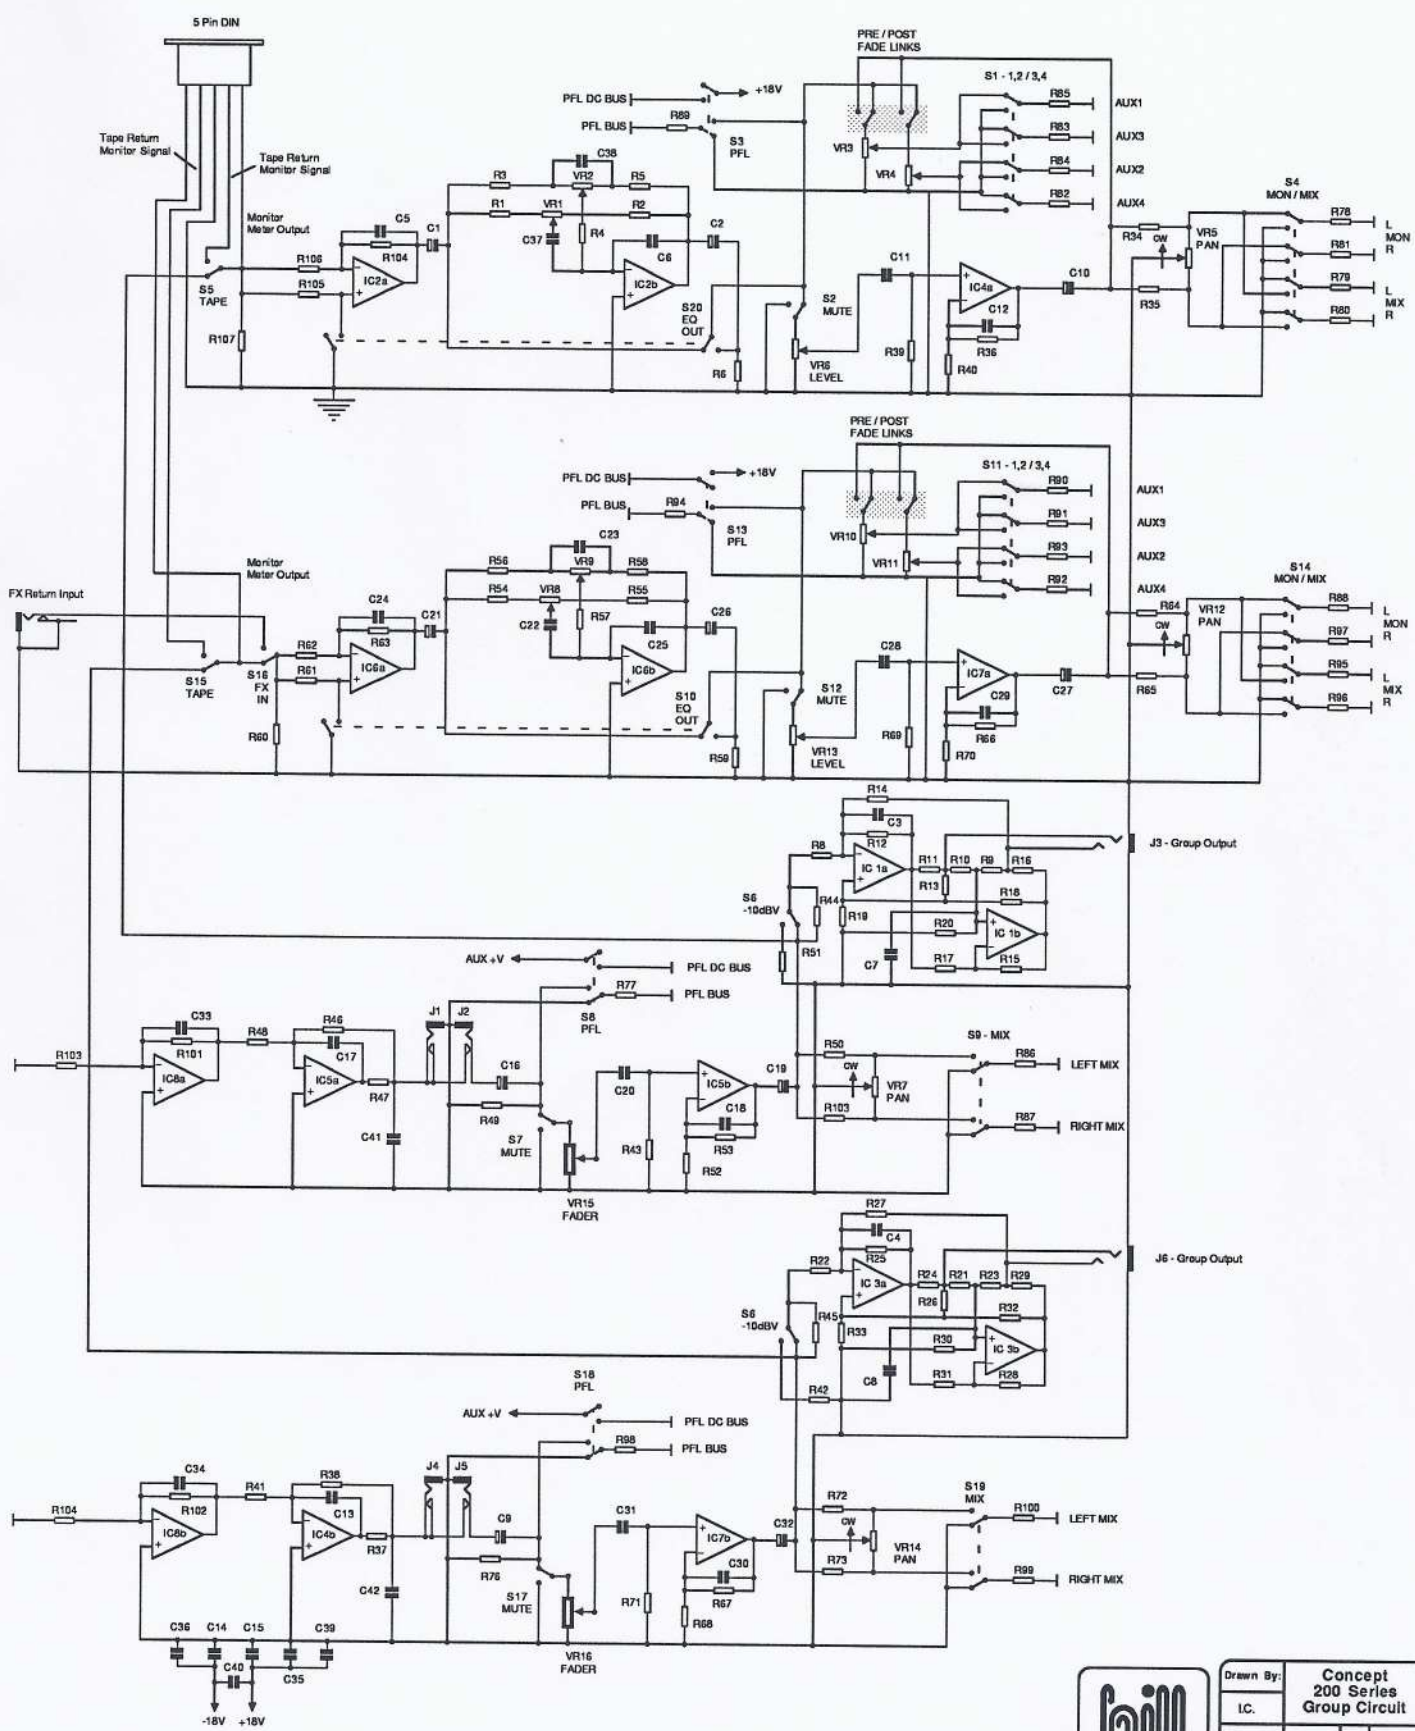 5 Pin DIN
Tape Return
Monitor Signal
Tape Return
Monitor Signal
Monitor
Meter Output
S5
TAPE
R107
R106
R105
C5
R104
IC2a
C1
R3
C38
VR2
R5
R1
VR1
R2
C37
R4
C6
IC2b
C2
S20
EQ
OUT
R6
PFL DC BUS
+18V
PFL BUS
R89
S3
PFL
PRE / POST
FADE LINKS
VR3
VR4
S1 - 1,2 / 3,4
R85
AUX1
R83
AUX3
R84
AUX2
R82
AUX4
S2
MUTE
VR6
LEVEL
C11
R39
IC4a
C12
R36
R40
C10
R34
CW
VR5
PAN
R35
S4
MON / MIX
R78
L
MON
R81
R
R79
L
MIX
R80
R
FX Return Input
Monitor
Meter Output
S15
TAPE
S16
FX
IN
R60
R62
R61
C24
R63
IC6a
C21
R56
C23
VR9
R58
R54
VR8
R55
C22
R57
C25
IC6b
C26
S10
EQ
OUT
R59
PFL DC BUS
+18V
PFL BUS
R94
S13
PFL
PRE / POST
FADE LINKS
VR10
VR11
S11 - 1,2 / 3,4
R90
AUX1
R91
AUX3
R93
AUX2
R92
AUX4
S12
MUTE
VR13
LEVEL
C28
R69
IC7a
C29
R66
R70
C27
R64
CW
VR12
PAN
R65
S14
MON / MIX
R88
L
MON
R97
R
R95
L
MIX
R96
R
R14
C3
R12
R8
IC 1a
R11
R10
R9
R16
R13
R18
R44
R19
R20
IC 1b
C7
R17
R15
R51
S6
-10dBV
J3 - Group Output
AUX +V
PFL DC BUS
R77
PFL BUS
S8
PFL
R103
C33
R101
IC8a
R48
R46
C17
IC5a
R47
C41
J1
J2
C16
R49
S7
MUTE
VR15
FADER
C20
R43
IC5b
C18
R53
R52
C19
R50
CW
VR7
PAN
R103
S9 - MIX
R86
LEFT MIX
R87
RIGHT MIX
R27
C4
R25
R22
IC 3a
R24
R21
R23
R29
R26
R32
R45
R33
R30
IC 3b
C8
R31
R28
R42
S6
-10dBV
J6 - Group Output
S18
PFL
AUX +V
PFL DC BUS
R98
PFL BUS
R104
C34
R102
IC8b
R41
R38
C13
IC4b
R37
C42
J4
J5
C9
R76
S17
MUTE
VR16
FADER
C31
R71
IC7b
C30
R67
R68
C32
R72
CW
VR14
PAN
R73
S19
MIX
R100
LEFT MIX
R99
RIGHT MIX
C36
C14
C15
C39
C40
C35
-18V
+18V
hill
Drawn By:
I.C.
Concept
200 Series
Group Circuit